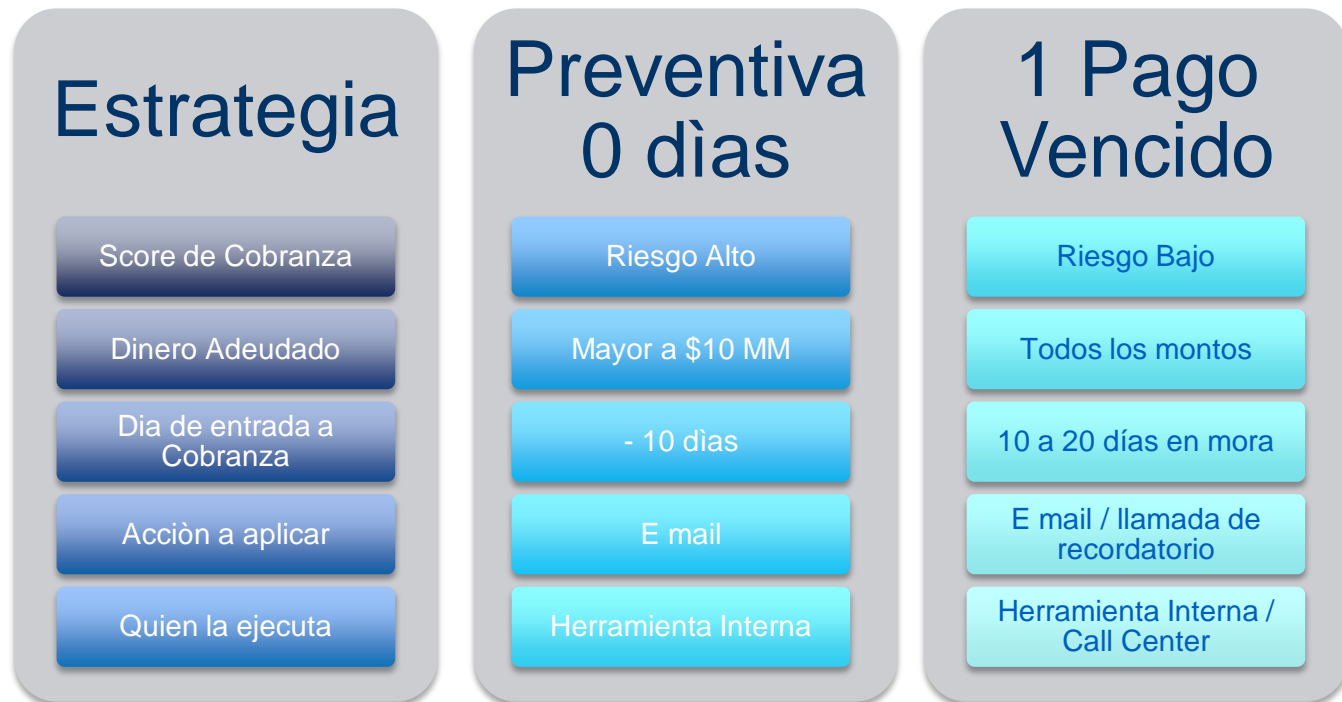 Estrategia
Score de Cobranza
Dinero Adeudado
Dia de entrada a
Cobranza
Acciòn a aplicar
Quien la ejecuta
Preventiva
0 dìas
Riesgo Alto
Mayor a $10 MM
- 10 dìas
E mail
Herramienta Interna
1 Pago
Vencido
Riesgo Bajo
Todos los montos
10 a 20 días en mora
E mail / llamada de
recordatorio
Herramienta Interna /
Call Center